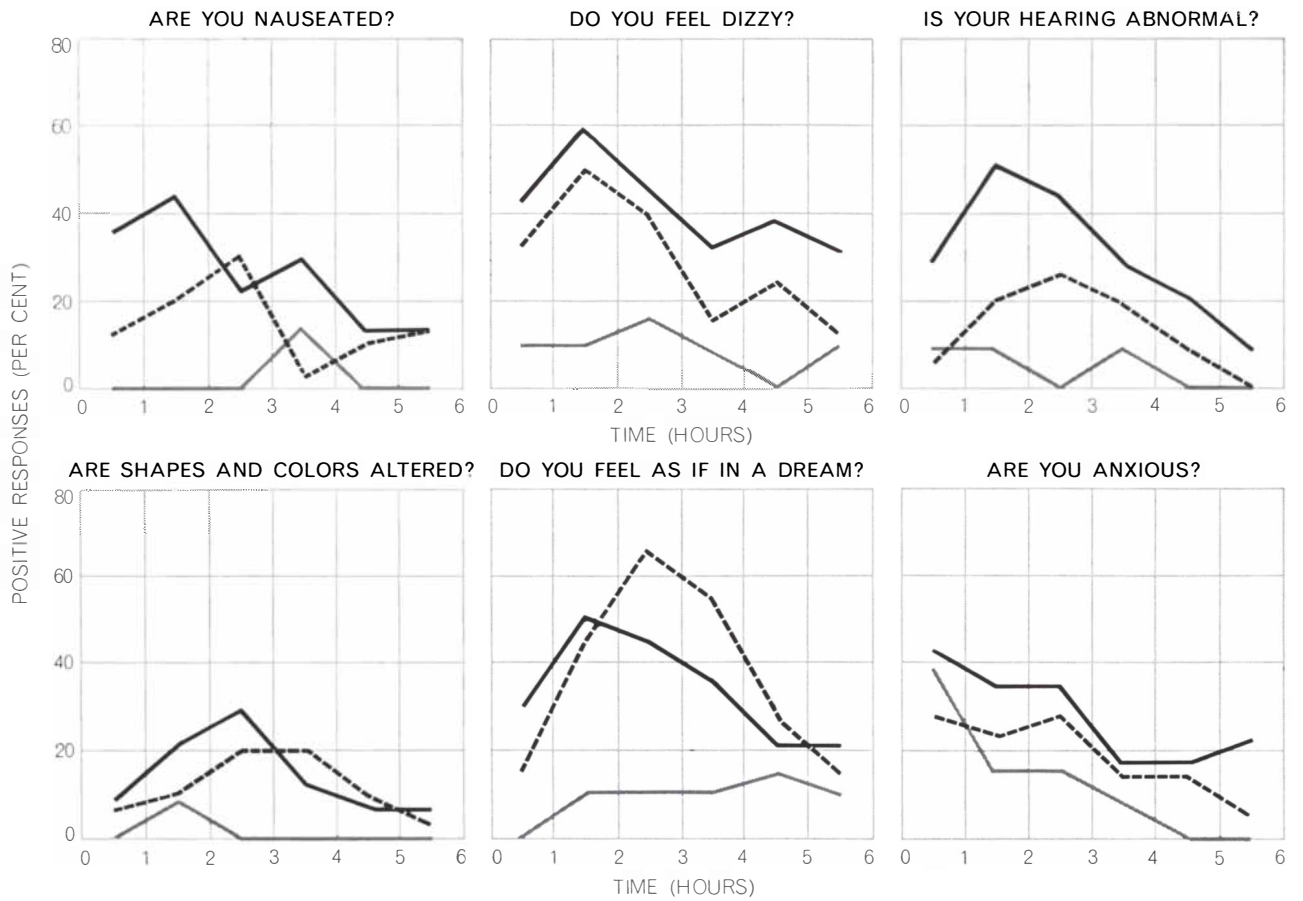 ARE YOU NAUSEATED?
DO YOU FEEL DIZZY?
IS YOUR HEARING ABNORMAL?
80
60
40
20
0
0 1 2 3 4 5 6
0 1 2 3 4 5 6
0 1 2 3 4 5 6
TIME (HOURS)
POSITIVE RESPONSES (PER CENT)
ARE SHAPES AND COLORS ALTERED?
DO YOU FEEL AS IF IN A DREAM?
ARE YOU ANXIOUS?
80
60
40
20
0
0 1 2 3 4 5 6
0 1 2 3 4 5 6
0 1 2 3 4 5 6
TIME (HOURS)